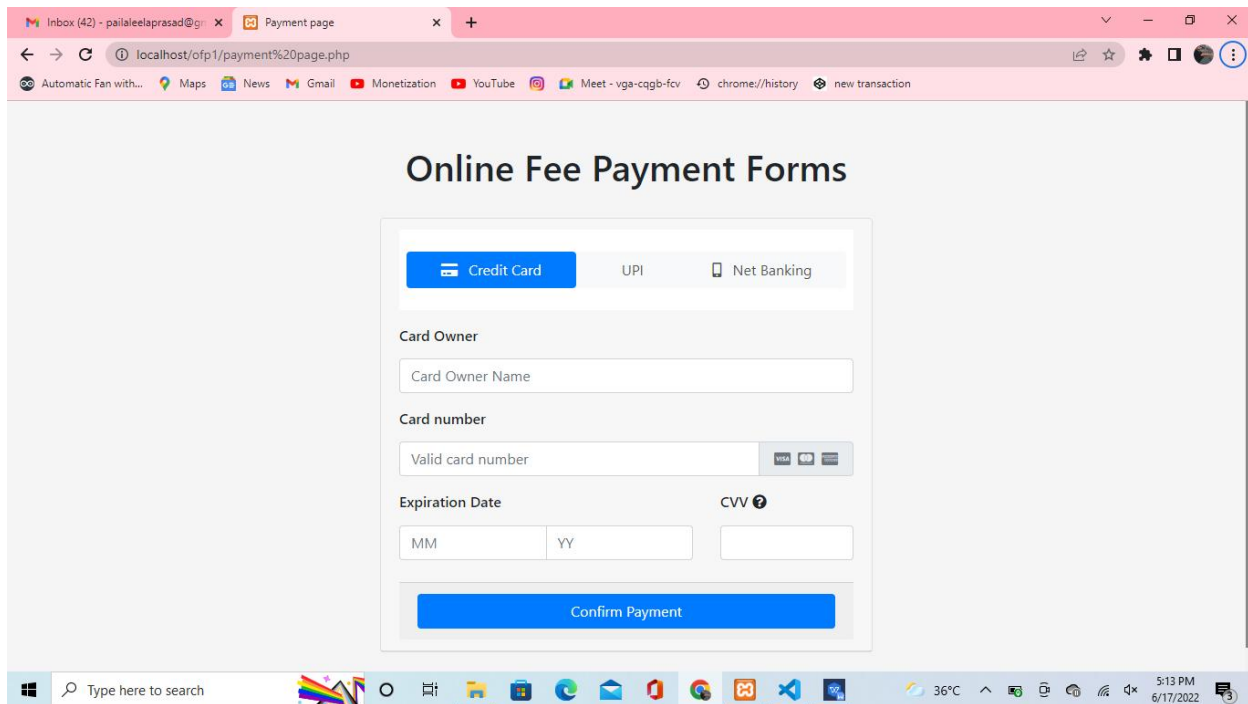 Inbox (42) - pailaleelaprasad@gm Payment page
localhost/ofp1/payment%20page.php
Automatic Fan with... Maps News Gmail Monetization YouTube Meet - vga-cqgb-fcv chrome://history new transaction
Online Fee Payment Forms
Credit Card UPI Net Banking
Card Owner
Card Owner Name
Card number
Valid card number VISA
Expiration Date CVV
MM YY
Confirm Payment
Type here to search 36°C 5:13 PM
6/17/2022 3